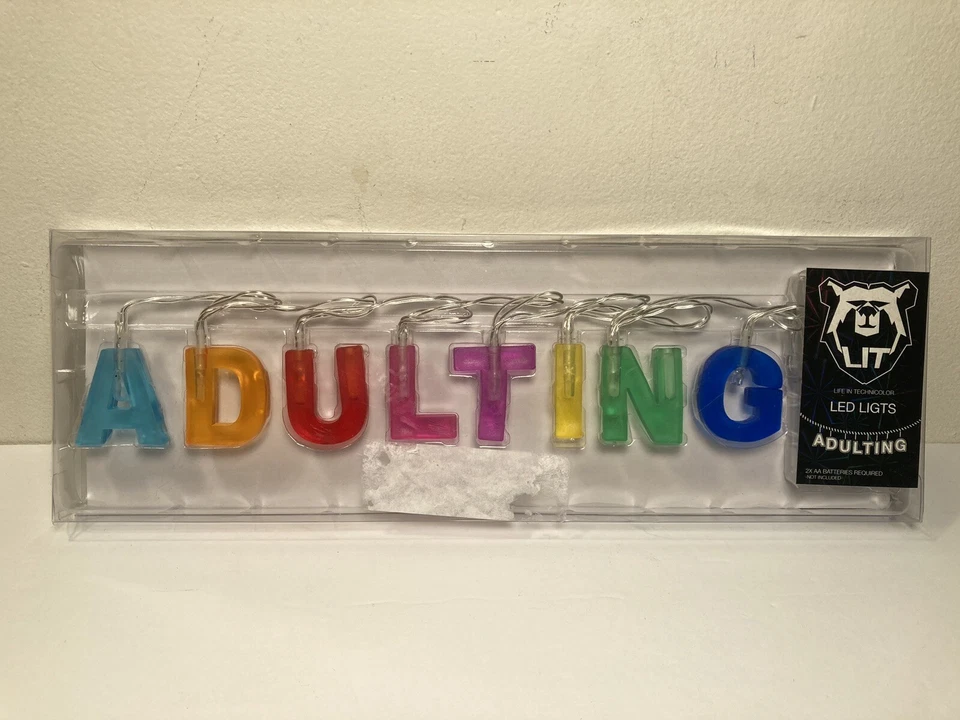 ADULTING
LIT
LIFE IN TECHNICOLOR.
LED LIGTS
ADULTING
2X AA BATTERIES REQUIRED
-NOT INCLUDED